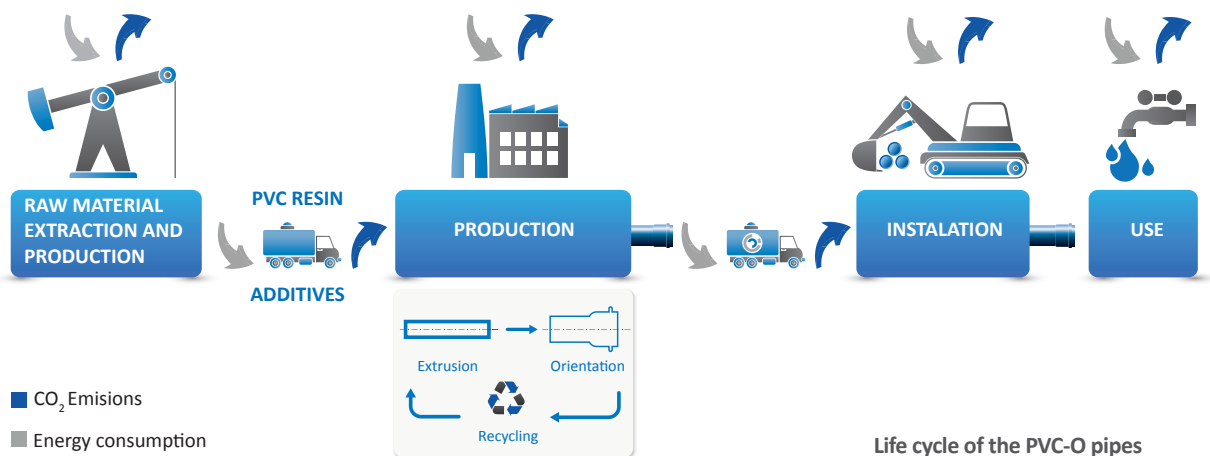 RAW MATERIAL
EXTRACTION AND
PRODUCTION
PVC RESIN
ADDITIVES
PRODUCTION
INSTALATION
USE
Extrusion
Orientation
Recycling
CO₂ Emisions
Energy consumption
Life cycle of the PVC-O pipes